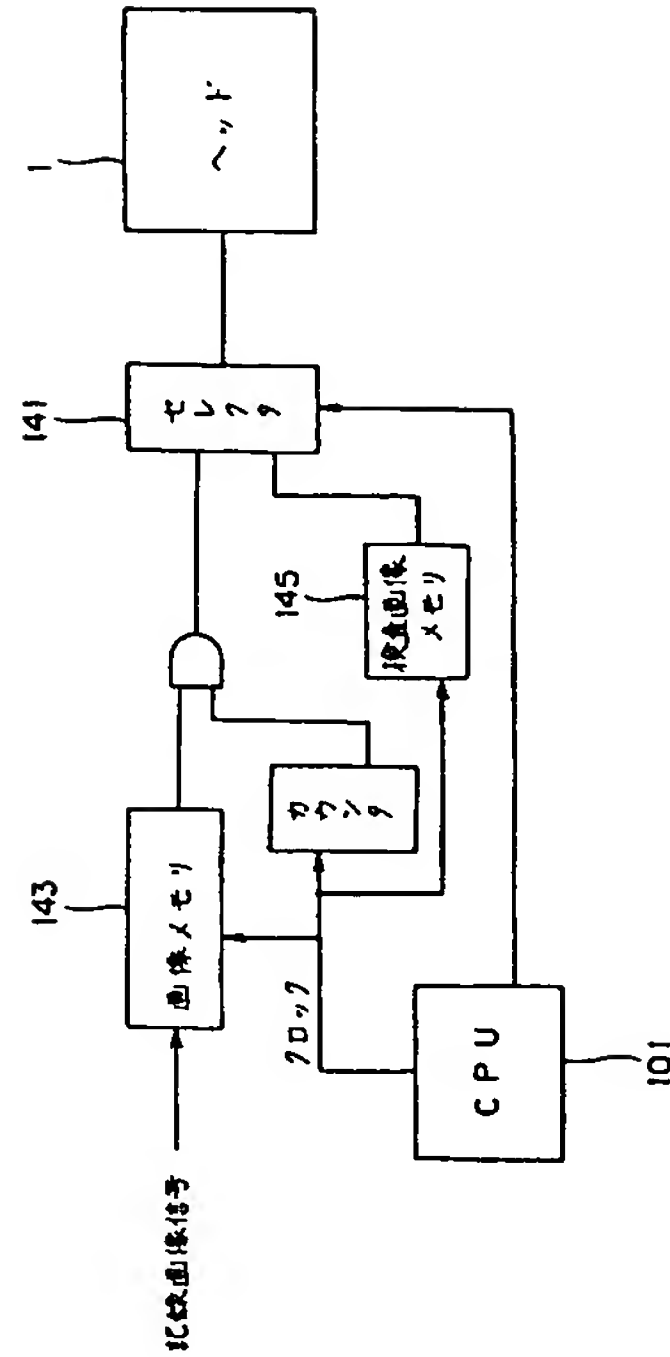 記録画像信号
143
画像メモリ
クロック
CPU
101
カウンタ
145
検査画像
メモリ
141
セレクタ
1
ヘッド